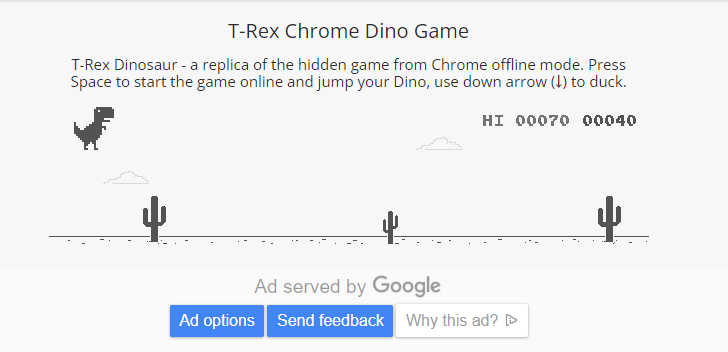 T-Rex Chrome Dino Game
T-Rex Dinosaur - a replica of the hidden game from Chrome offline mode. Press
Space to start the game online and jump your Dino, use down arrow (↓) to duck.
HI 00070 00040
Ad served by Google
Ad options Send feedback Why this ad?